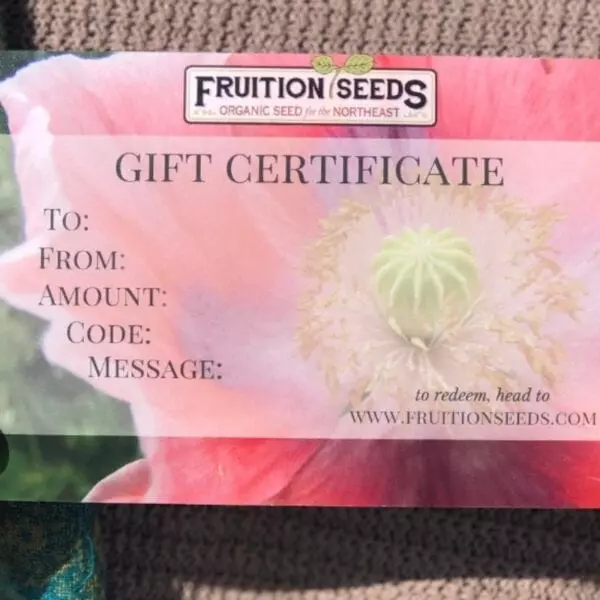 FRUITION SEEDS
ORGANIC SEED for the NORTHEAST
GIFT CERTIFICATE
TO:
FROM:
AMOUNT:
CODE:
MESSAGE:
to redeem, head to
WWW.FRUITIONSEEDS.COM